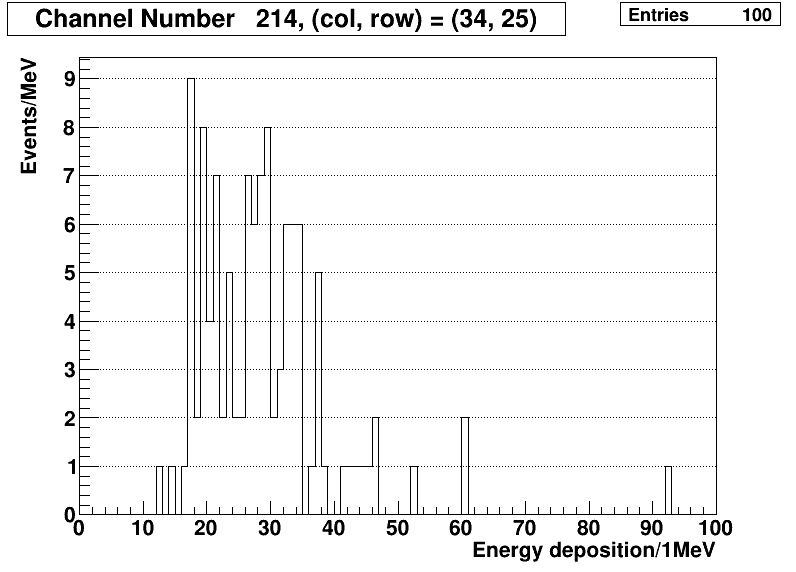 Channel Number 214, (col, row) = (34, 25)
Entries 100
Events/MeV
9
8
7
6
5
4
3
2
1
0
0 10 20 30 40 50 60 70 80 90 100
Energy deposition/1MeV